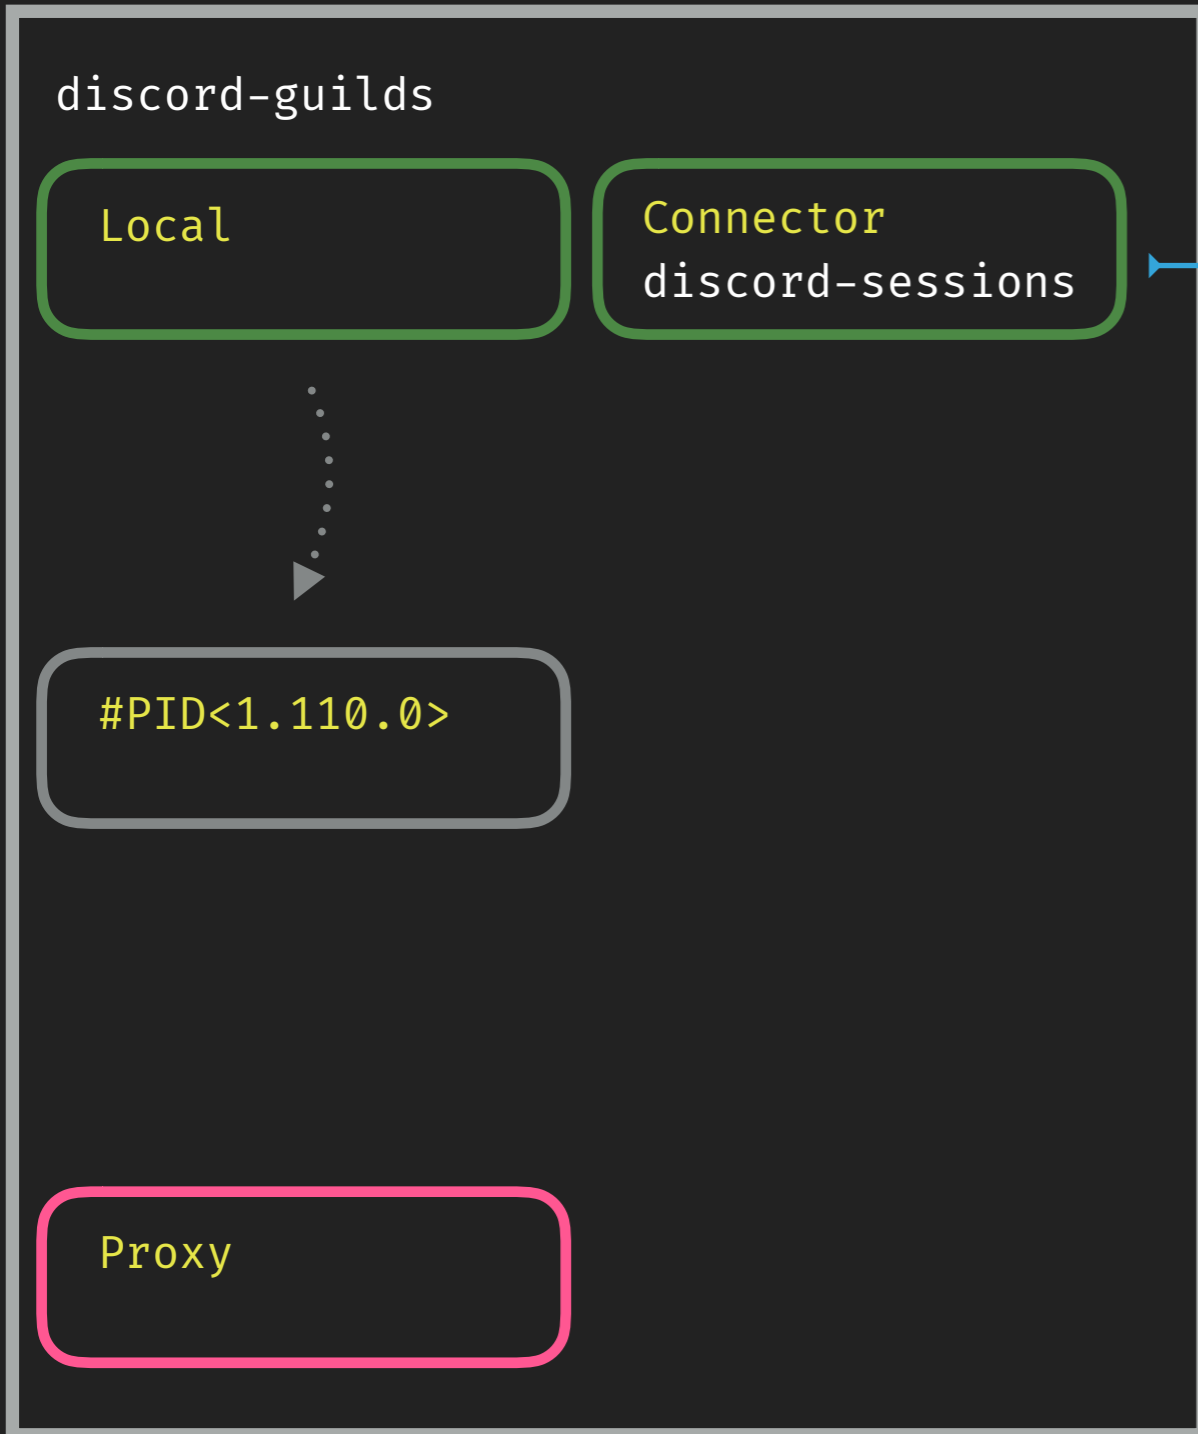 discord-guilds
Local
Connector
discord-sessions
#PID<1.110.0>
Proxy